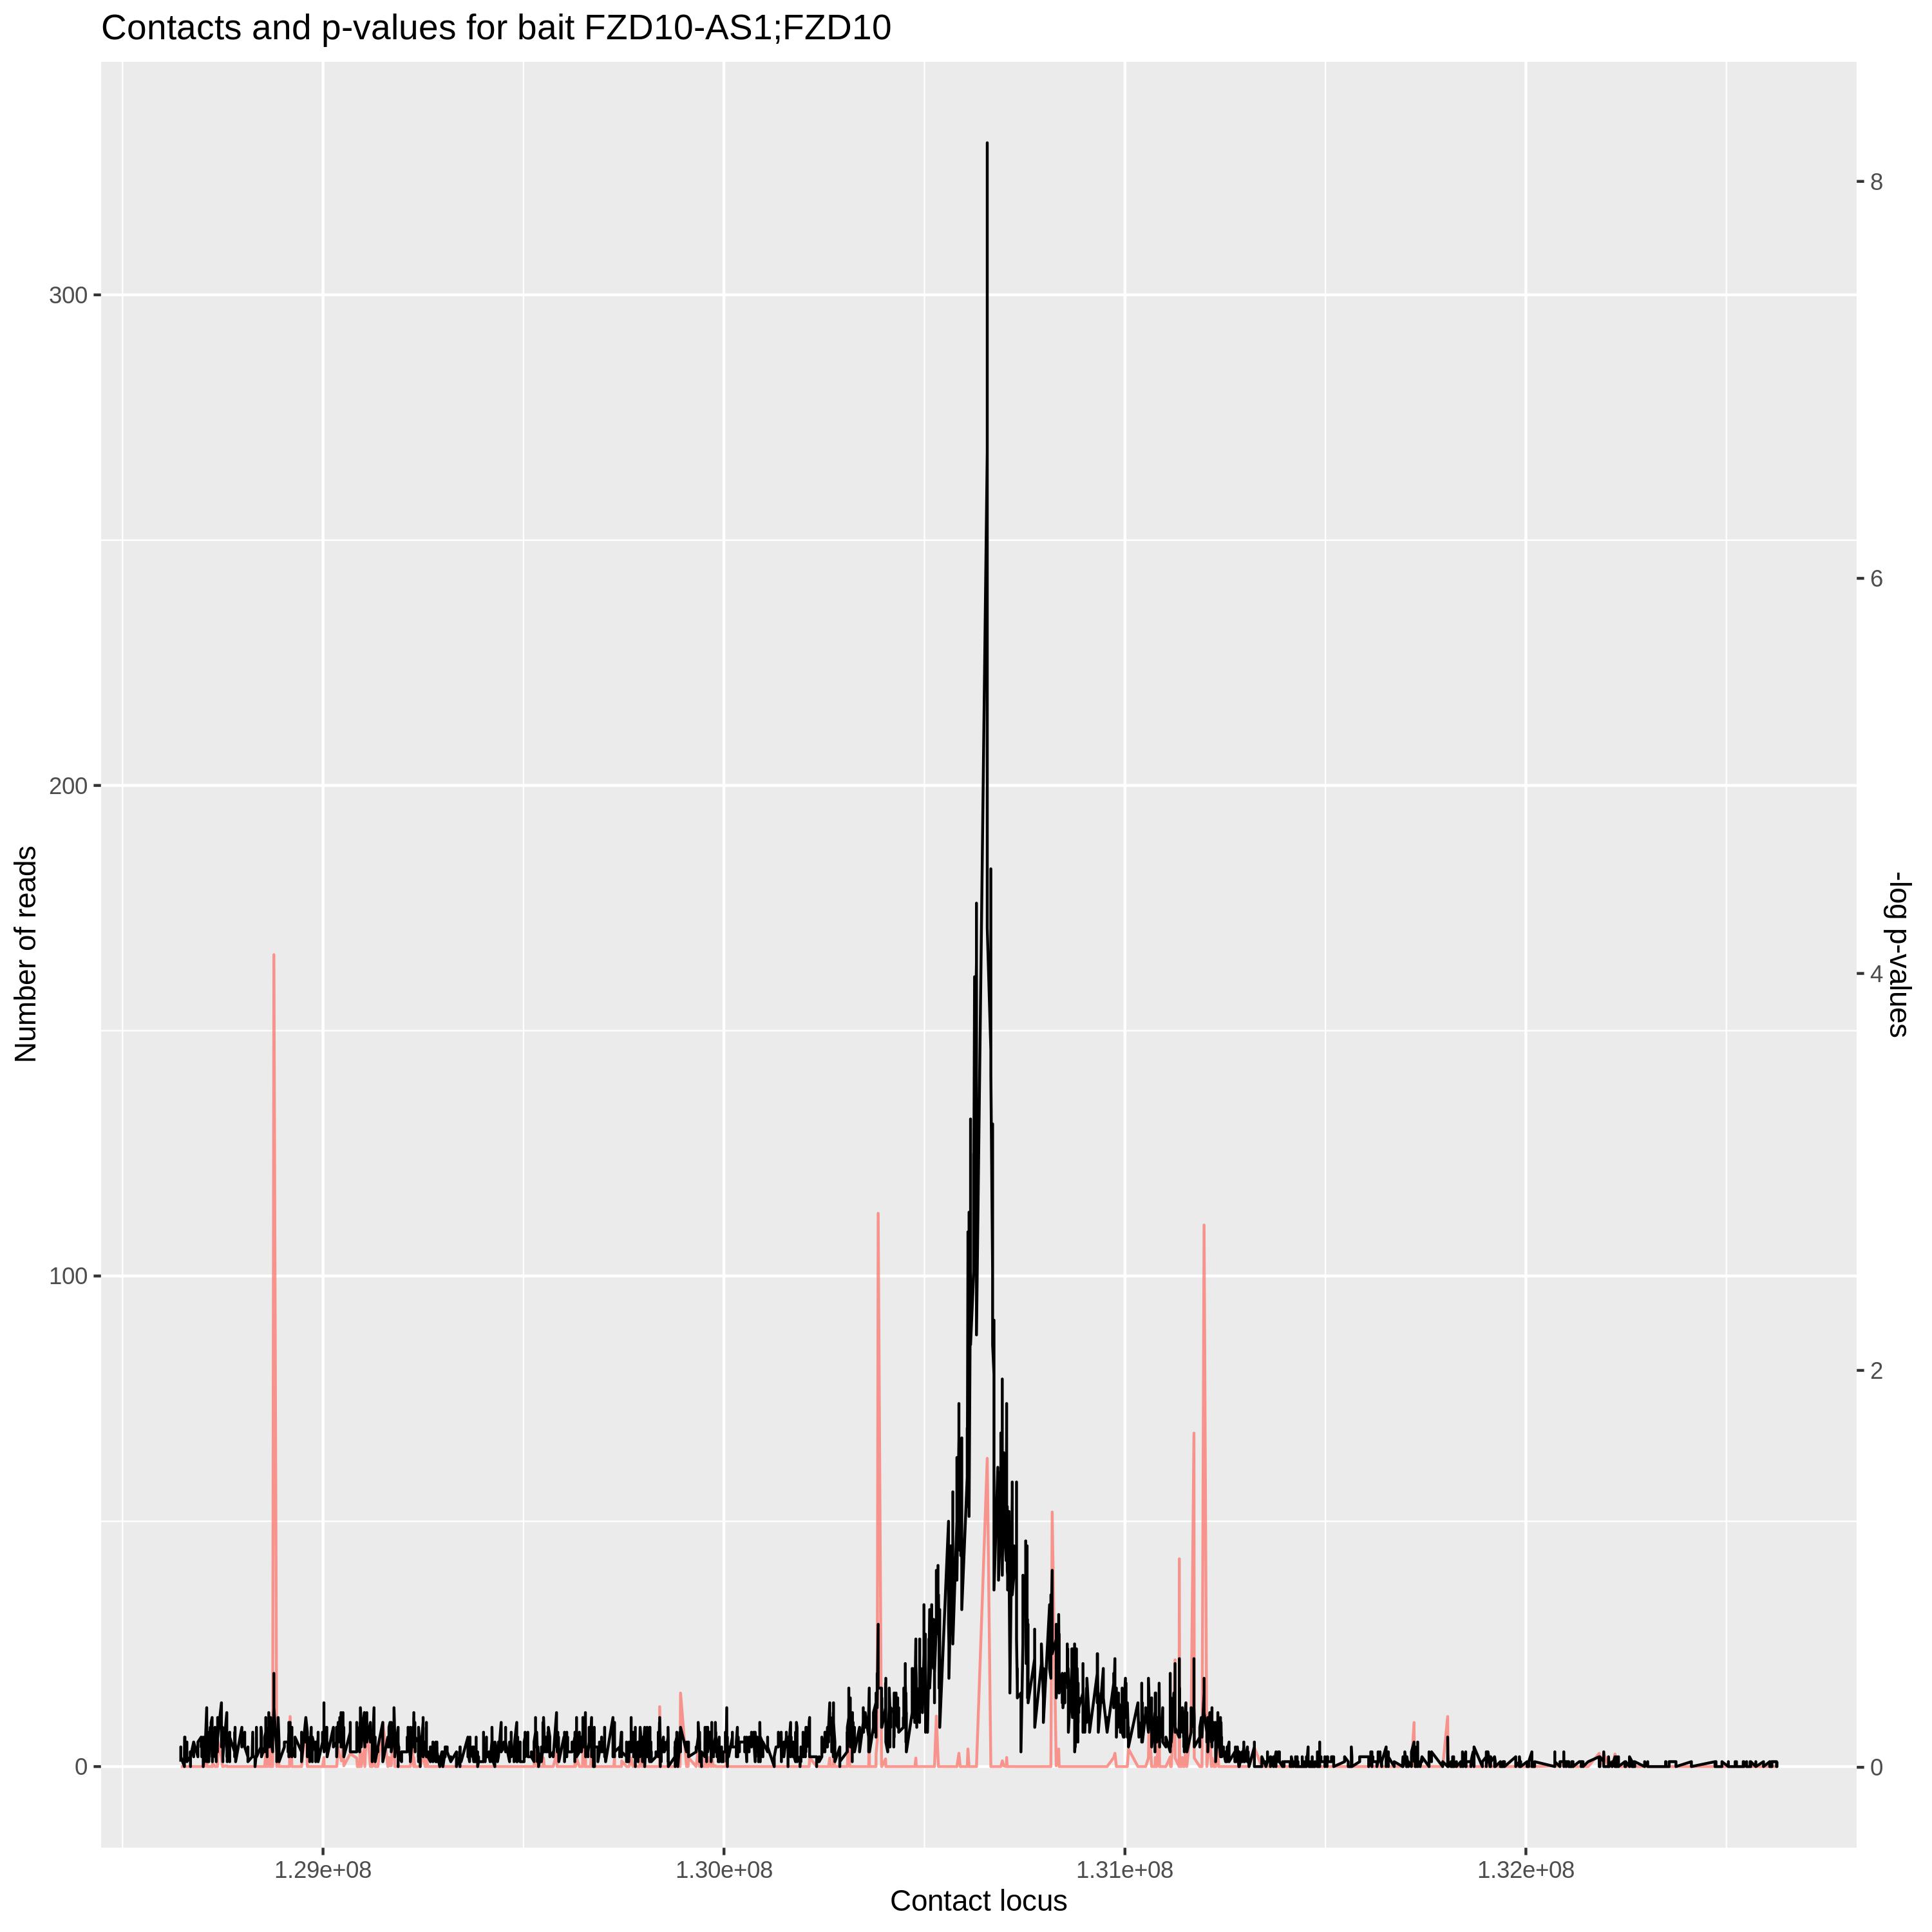 Contacts and p-values for bait FZD10-AS1;FZD10
300
200
100
0
Number of reads
8
6
4
2
0
-log p-values
1.29e+08
1.30e+08
1.31e+08
1.32e+08
Contact locus